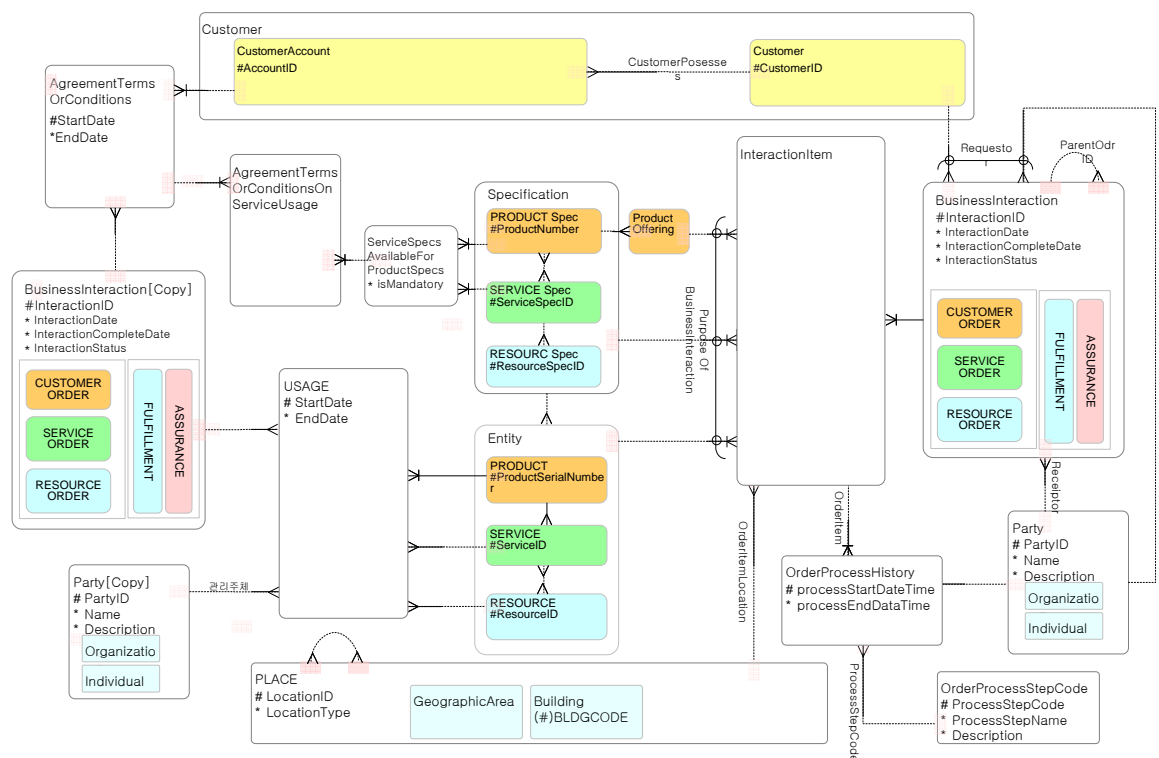 Customer
CustomerAccount
#AccountID
CustomerPosesse
s
Customer
#CustomerID
AgreementTerms
OrConditions
#StartDate
*EndDate
AgreementTerms
OrConditionsOn
ServiceUsage
ServiceSpecs
AvailableFor
ProductSpecs
* isMandatory
Specification
PRODUCT Spec
#ProductNumber
Product
Offering
SERVICE Spec
#ServiceSpecID
RESOURC Spec
#ResourceSpecID
InteractionItem
Purpose Of
BusinessInteraction
Requesto
r
ParentOdr
ID
BusinessInteraction
#InteractionID
* InteractionDate
* InteractionCompleteDate
* InteractionStatus
CUSTOMER
ORDER
SERVICE
ORDER
RESOURCE
ORDER
FULFILLMENT
ASSURANCE
BusinessInteraction[Copy]
#InteractionID
* InteractionDate
* InteractionCompleteDate
* InteractionStatus
CUSTOMER
ORDER
SERVICE
ORDER
RESOURCE
ORDER
FULFILLMENT
ASSURANCE
USAGE
# StartDate
* EndDate
Entity
PRODUCT
#ProductSerialNumbe
r
SERVICE
#ServiceID
RESOURCE
#ResourceID
OrderItemLocation
OrderItem
Receiptor
OrderProcessHistory
# processStartDateTime
* processEndDataTime
Party
# PartyID
* Name
* Description
Organizatio
Individual
Party[Copy]
# PartyID
* Name
* Description
Organizatio
Individual
관리주체
PLACE
# LocationID
* LocationType
GeographicArea
Building
(#)BLDGCODE
ProcessStepCode
OrderProcessStepCode
# ProcessStepCode
* ProcessStepName
* Description